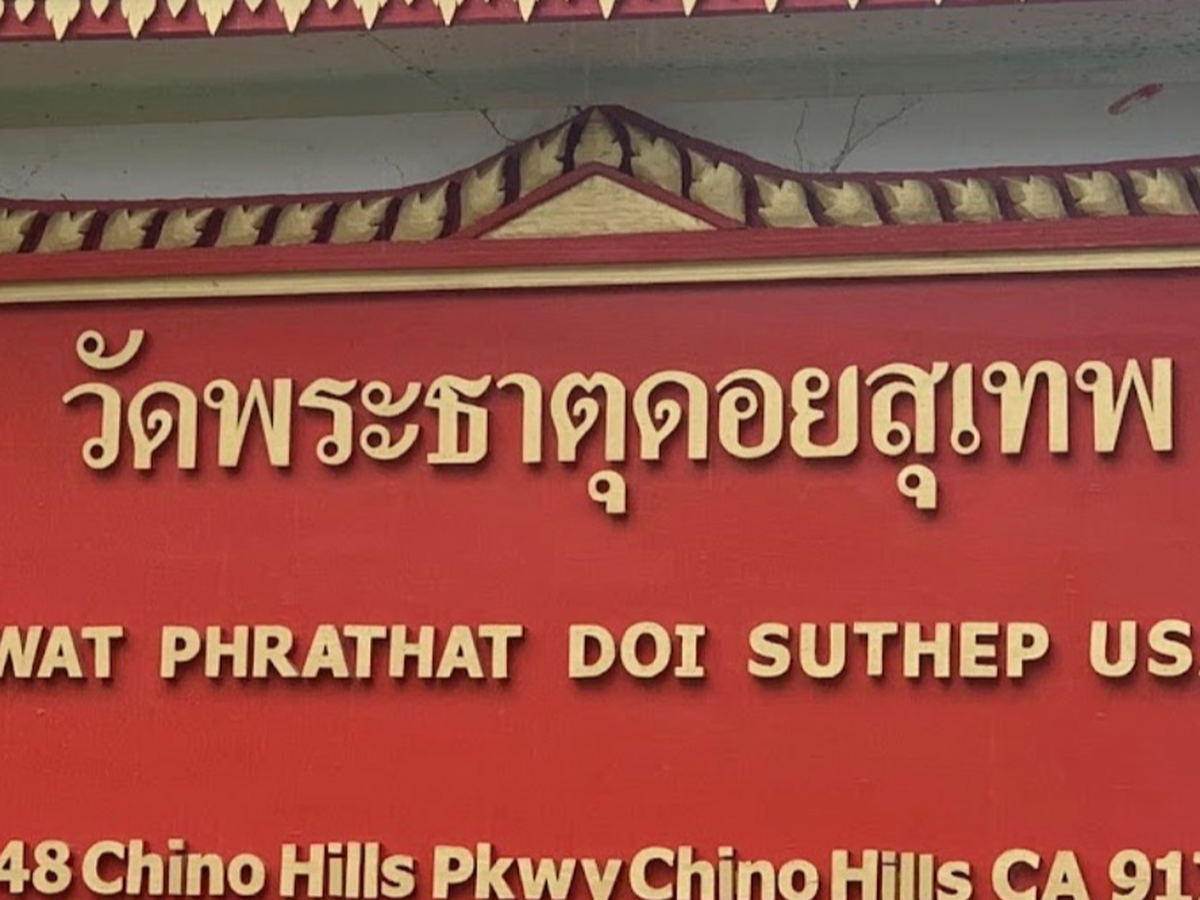 วัดพระธาตุดอยสุเทพ
WAT PHRATHAT DOI SUTHEP
48 Chino Hills Pkwy Chino Hills CA